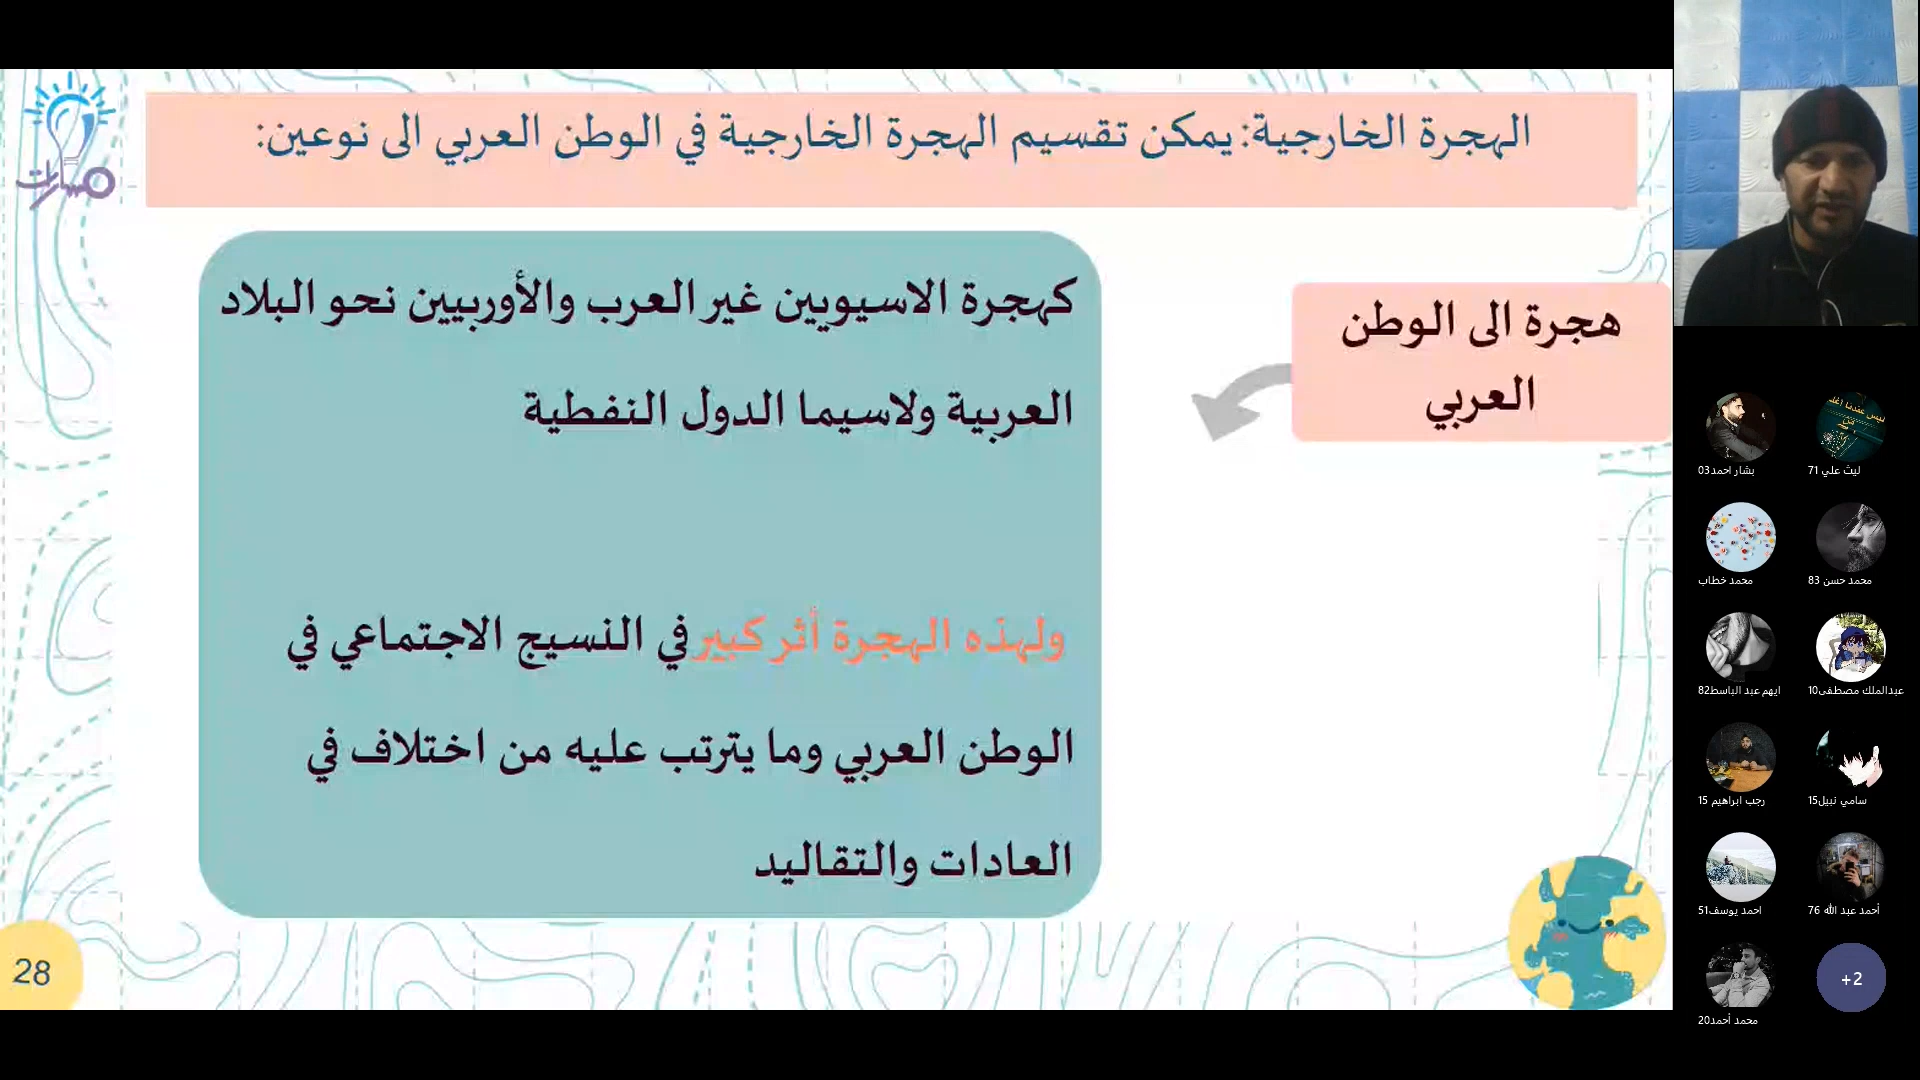 الهجرة الخارجية: يمكن تقسيم الهجرة الخارجية في الوطن العربي الى نوعين:
مهارات
هجرة الى الوطن
العربي
كهجرة الاسيويين غير العرب والأوربيين نحو البلاد
العربية ولاسيما الدول النفطية
ولهذه الهجرة أثر كبير في النسيج الاجتماعي في
الوطن العربي وما يترتب عليه من اختلاف في
العادات والتقاليد
28
بشار احمد03
ليث علي 71
محمد خطاب
محمد حسن 83
ايهم عبد الباسط82
عبدالملك مصطفى10
رجب ابراهيم 15
سامي نبيل15
احمد يوسف51
أحمد عبد الله 76
محمد أحمد20
+2